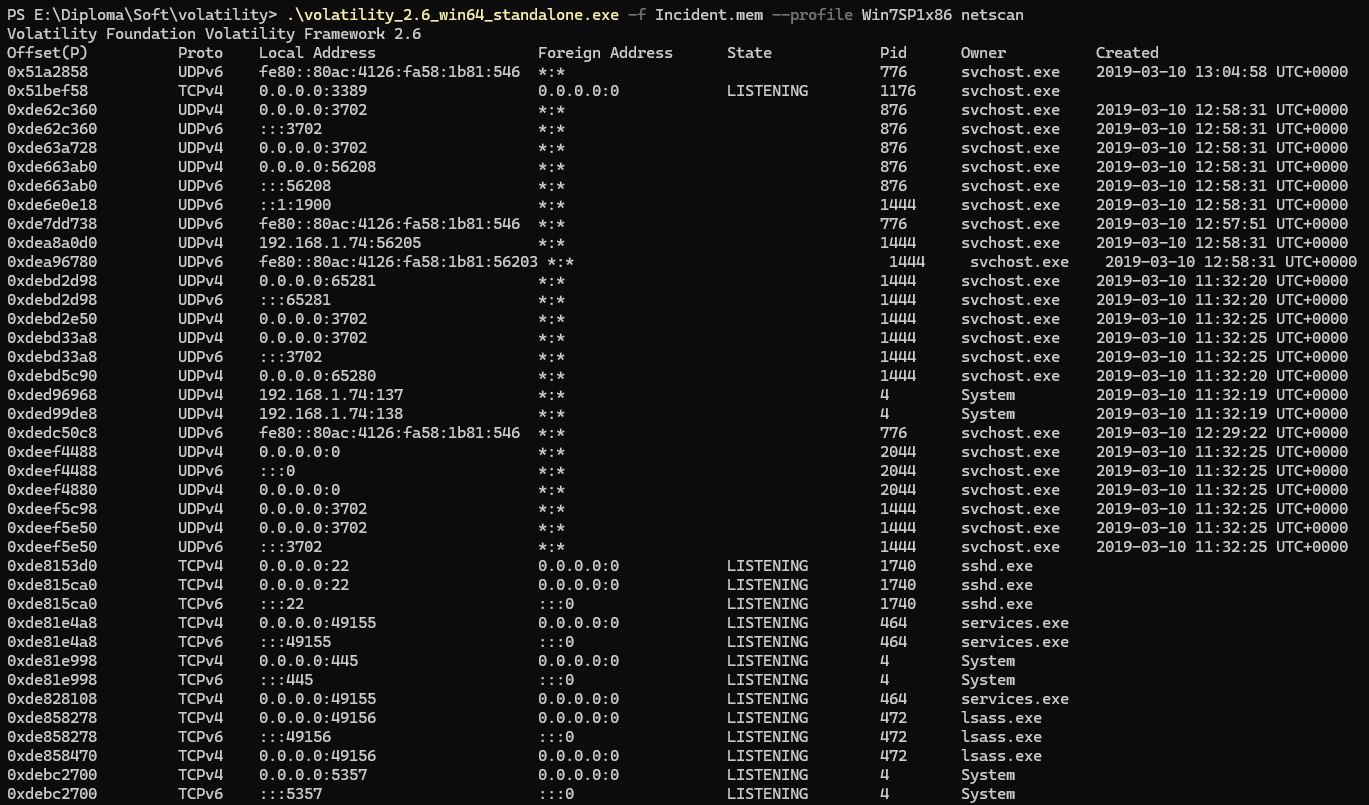 PS E:\Diploma\Soft\volatility> .\volatility_2.6_win64_standalone.exe -f Incident.mem --profile Win7SP1x86 netscan
Volatility Foundation Volatility Framework 2.6
Offset(P) Proto Local Address Foreign Address State Pid Owner Created
0x51a2858 UDPv6 fe80::80ac:4126:fa58:1b81:546 *:* 776 svchost.exe 2019-03-10 13:04:58 UTC+0000
0x51bef58 TCPv4 0.0.0.0:3389 0.0.0.0:0 LISTENING 1176 svchost.exe
0xde62c360 UDPv4 0.0.0.0:3702 *:* 876 svchost.exe 2019-03-10 12:58:31 UTC+0000
0xde62c360 UDPv6 :::3702 *:* 876 svchost.exe 2019-03-10 12:58:31 UTC+0000
0xde63a728 UDPv4 0.0.0.0:3702 *:* 876 svchost.exe 2019-03-10 12:58:31 UTC+0000
0xde663ab0 UDPv4 0.0.0.0:56208 *:* 876 svchost.exe 2019-03-10 12:58:31 UTC+0000
0xde663ab0 UDPv6 :::56208 *:* 876 svchost.exe 2019-03-10 12:58:31 UTC+0000
0xde6e0e18 UDPv6 ::1:1900 *:* 1444 svchost.exe 2019-03-10 12:58:31 UTC+0000
0xde7dd738 UDPv6 fe80::80ac:4126:fa58:1b81:546 *:* 776 svchost.exe 2019-03-10 12:57:51 UTC+0000
0xdea8a0d0 UDPv4 192.168.1.74:56205 *:* 1444 svchost.exe 2019-03-10 12:58:31 UTC+0000
0xdea96780 UDPv6 fe80::80ac:4126:fa58:1b81:56203 *:* 1444 svchost.exe 2019-03-10 12:58:31 UTC+0000
0xdebd2d98 UDPv4 0.0.0.0:65281 *:* 1444 svchost.exe 2019-03-10 11:32:20 UTC+0000
0xdebd2d98 UDPv6 :::65281 *:* 1444 svchost.exe 2019-03-10 11:32:20 UTC+0000
0xdebd2e50 UDPv4 0.0.0.0:3702 *:* 1444 svchost.exe 2019-03-10 11:32:25 UTC+0000
0xdebd33a8 UDPv4 0.0.0.0:3702 *:* 1444 svchost.exe 2019-03-10 11:32:25 UTC+0000
0xdebd33a8 UDPv6 :::3702 *:* 1444 svchost.exe 2019-03-10 11:32:25 UTC+0000
0xdebd5c90 UDPv4 0.0.0.0:65280 *:* 1444 svchost.exe 2019-03-10 11:32:20 UTC+0000
0xded96968 UDPv4 192.168.1.74:137 *:* 4 System 2019-03-10 11:32:19 UTC+0000
0xded99de8 UDPv4 192.168.1.74:138 *:* 4 System 2019-03-10 11:32:19 UTC+0000
0xdedc50c8 UDPv6 fe80::80ac:4126:fa58:1b81:546 *:* 776 svchost.exe 2019-03-10 12:29:22 UTC+0000
0xdeef4488 UDPv4 0.0.0.0:0 *:* 2044 svchost.exe 2019-03-10 11:32:25 UTC+0000
0xdeef4488 UDPv6 :::0 *:* 2044 svchost.exe 2019-03-10 11:32:25 UTC+0000
0xdeef4880 UDPv4 0.0.0.0:0 *:* 2044 svchost.exe 2019-03-10 11:32:25 UTC+0000
0xdeef5c98 UDPv4 0.0.0.0:3702 *:* 1444 svchost.exe 2019-03-10 11:32:25 UTC+0000
0xdeef5e50 UDPv4 0.0.0.0:3702 *:* 1444 svchost.exe 2019-03-10 11:32:25 UTC+0000
0xdeef5e50 UDPv6 :::3702 *:* 1444 svchost.exe 2019-03-10 11:32:25 UTC+0000
0xde8153d0 TCPv4 0.0.0.0:22 0.0.0.0:0 LISTENING 1740 sshd.exe
0xde815ca0 TCPv4 0.0.0.0:22 0.0.0.0:0 LISTENING 1740 sshd.exe
0xde815ca0 TCPv6 :::22 :::0 LISTENING 1740 sshd.exe
0xde81e4a8 TCPv4 0.0.0.0:49155 0.0.0.0:0 LISTENING 464 services.exe
0xde81e4a8 TCPv6 :::49155 :::0 LISTENING 464 services.exe
0xde81e998 TCPv4 0.0.0.0:445 0.0.0.0:0 LISTENING 4 System
0xde81e998 TCPv6 :::445 :::0 LISTENING 4 System
0xde828108 TCPv4 0.0.0.0:49155 0.0.0.0:0 LISTENING 464 services.exe
0xde858278 TCPv4 0.0.0.0:49156 0.0.0.0:0 LISTENING 472 lsass.exe
0xde858278 TCPv6 :::49156 :::0 LISTENING 472 lsass.exe
0xde858470 TCPv4 0.0.0.0:49156 0.0.0.0:0 LISTENING 472 lsass.exe
0xdebc2700 TCPv4 0.0.0.0:5357 0.0.0.0:0 LISTENING 4 System
0xdebc2700 TCPv6 :::5357 :::0 LISTENING 4 System